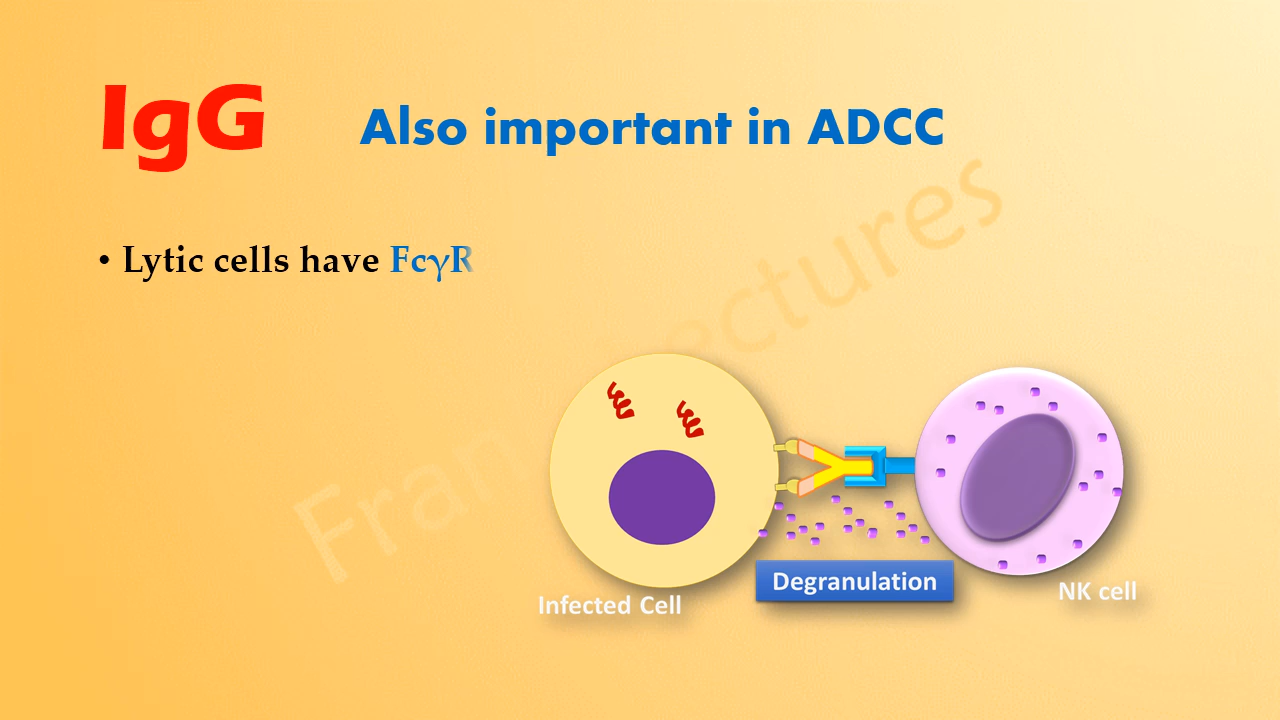 IgG
Also important in ADCC
• Lytic cells have FcγR
Degranulation
Infected Cell
NK cell